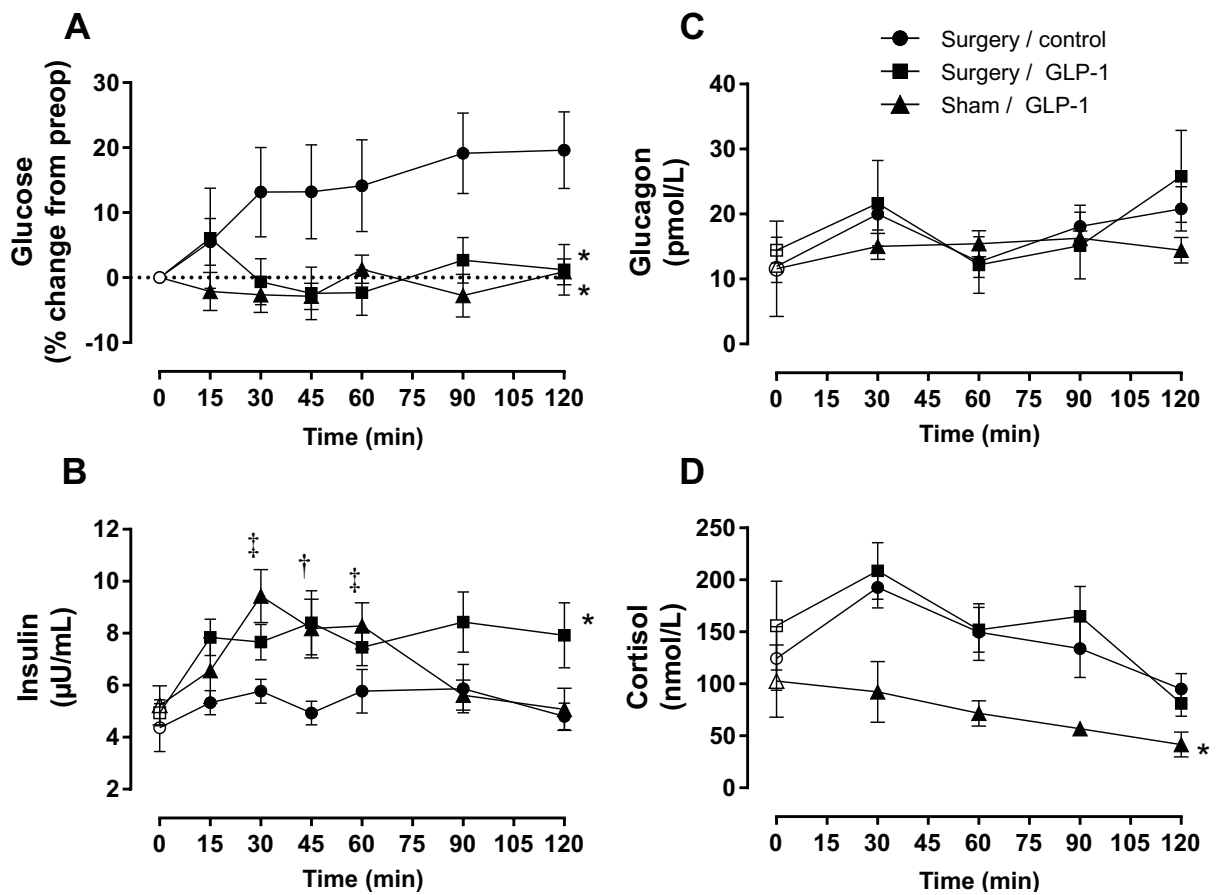 A
Glucose
(% change from preop)
30
20
10
0
-10
*
*
0 15 30 45 60 75 90 105 120
Time (min)
C
Surgery / control
Surgery / GLP-1
Sham / GLP-1
Glucagon
(pmol/L)
40
30
20
10
0
0 15 30 45 60 75 90 105 120
Time (min)
B
Insulin
(µU/mL)
12
10
8
6
4
2
‡ † ‡
*
0 15 30 45 60 75 90 105 120
Time (min)
D
Cortisol
(nmol/L)
250
200
150
100
50
0
*
0 15 30 45 60 75 90 105 120
Time (min)